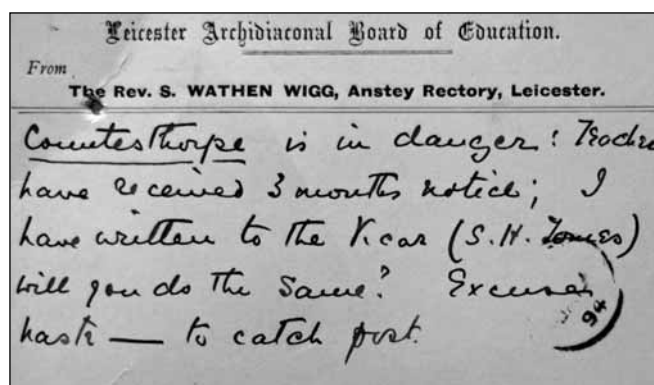 Leicester Archidiaconal Board of Education.
From
The Rev. S. WATHEN WIGG, Anstey Rectory, Leicester.
Countesthorpe is in danger!
have received 3 months notice; I
have written to the Vicar (S. H. Jones)
will you do the same? Excuse
haste — to catch post.
94